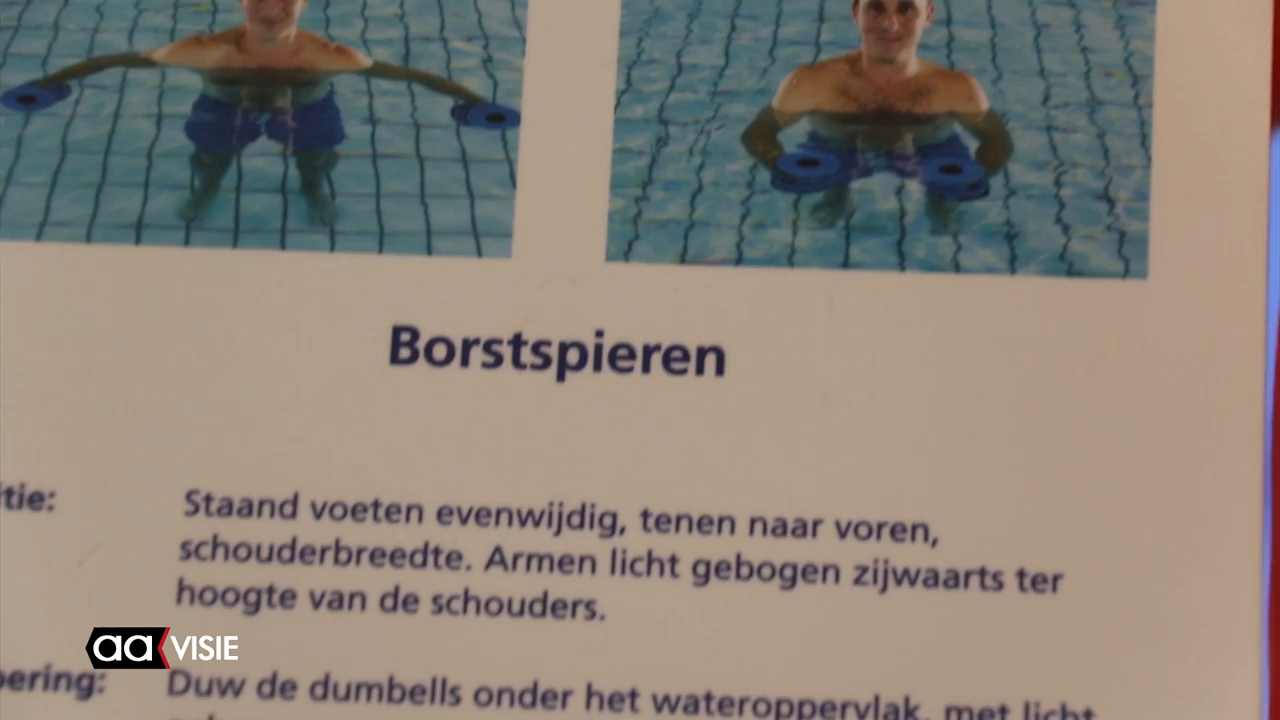 Borstspieren
tie:
Staand voeten evenwijdig, tenen naar voren,
schouderbreedte. Armen licht gebogen zijwaarts ter
hoogte van de schouders.
aa VISIE
oering:
Duw de dumbells onder het wateroppervlak, met licht